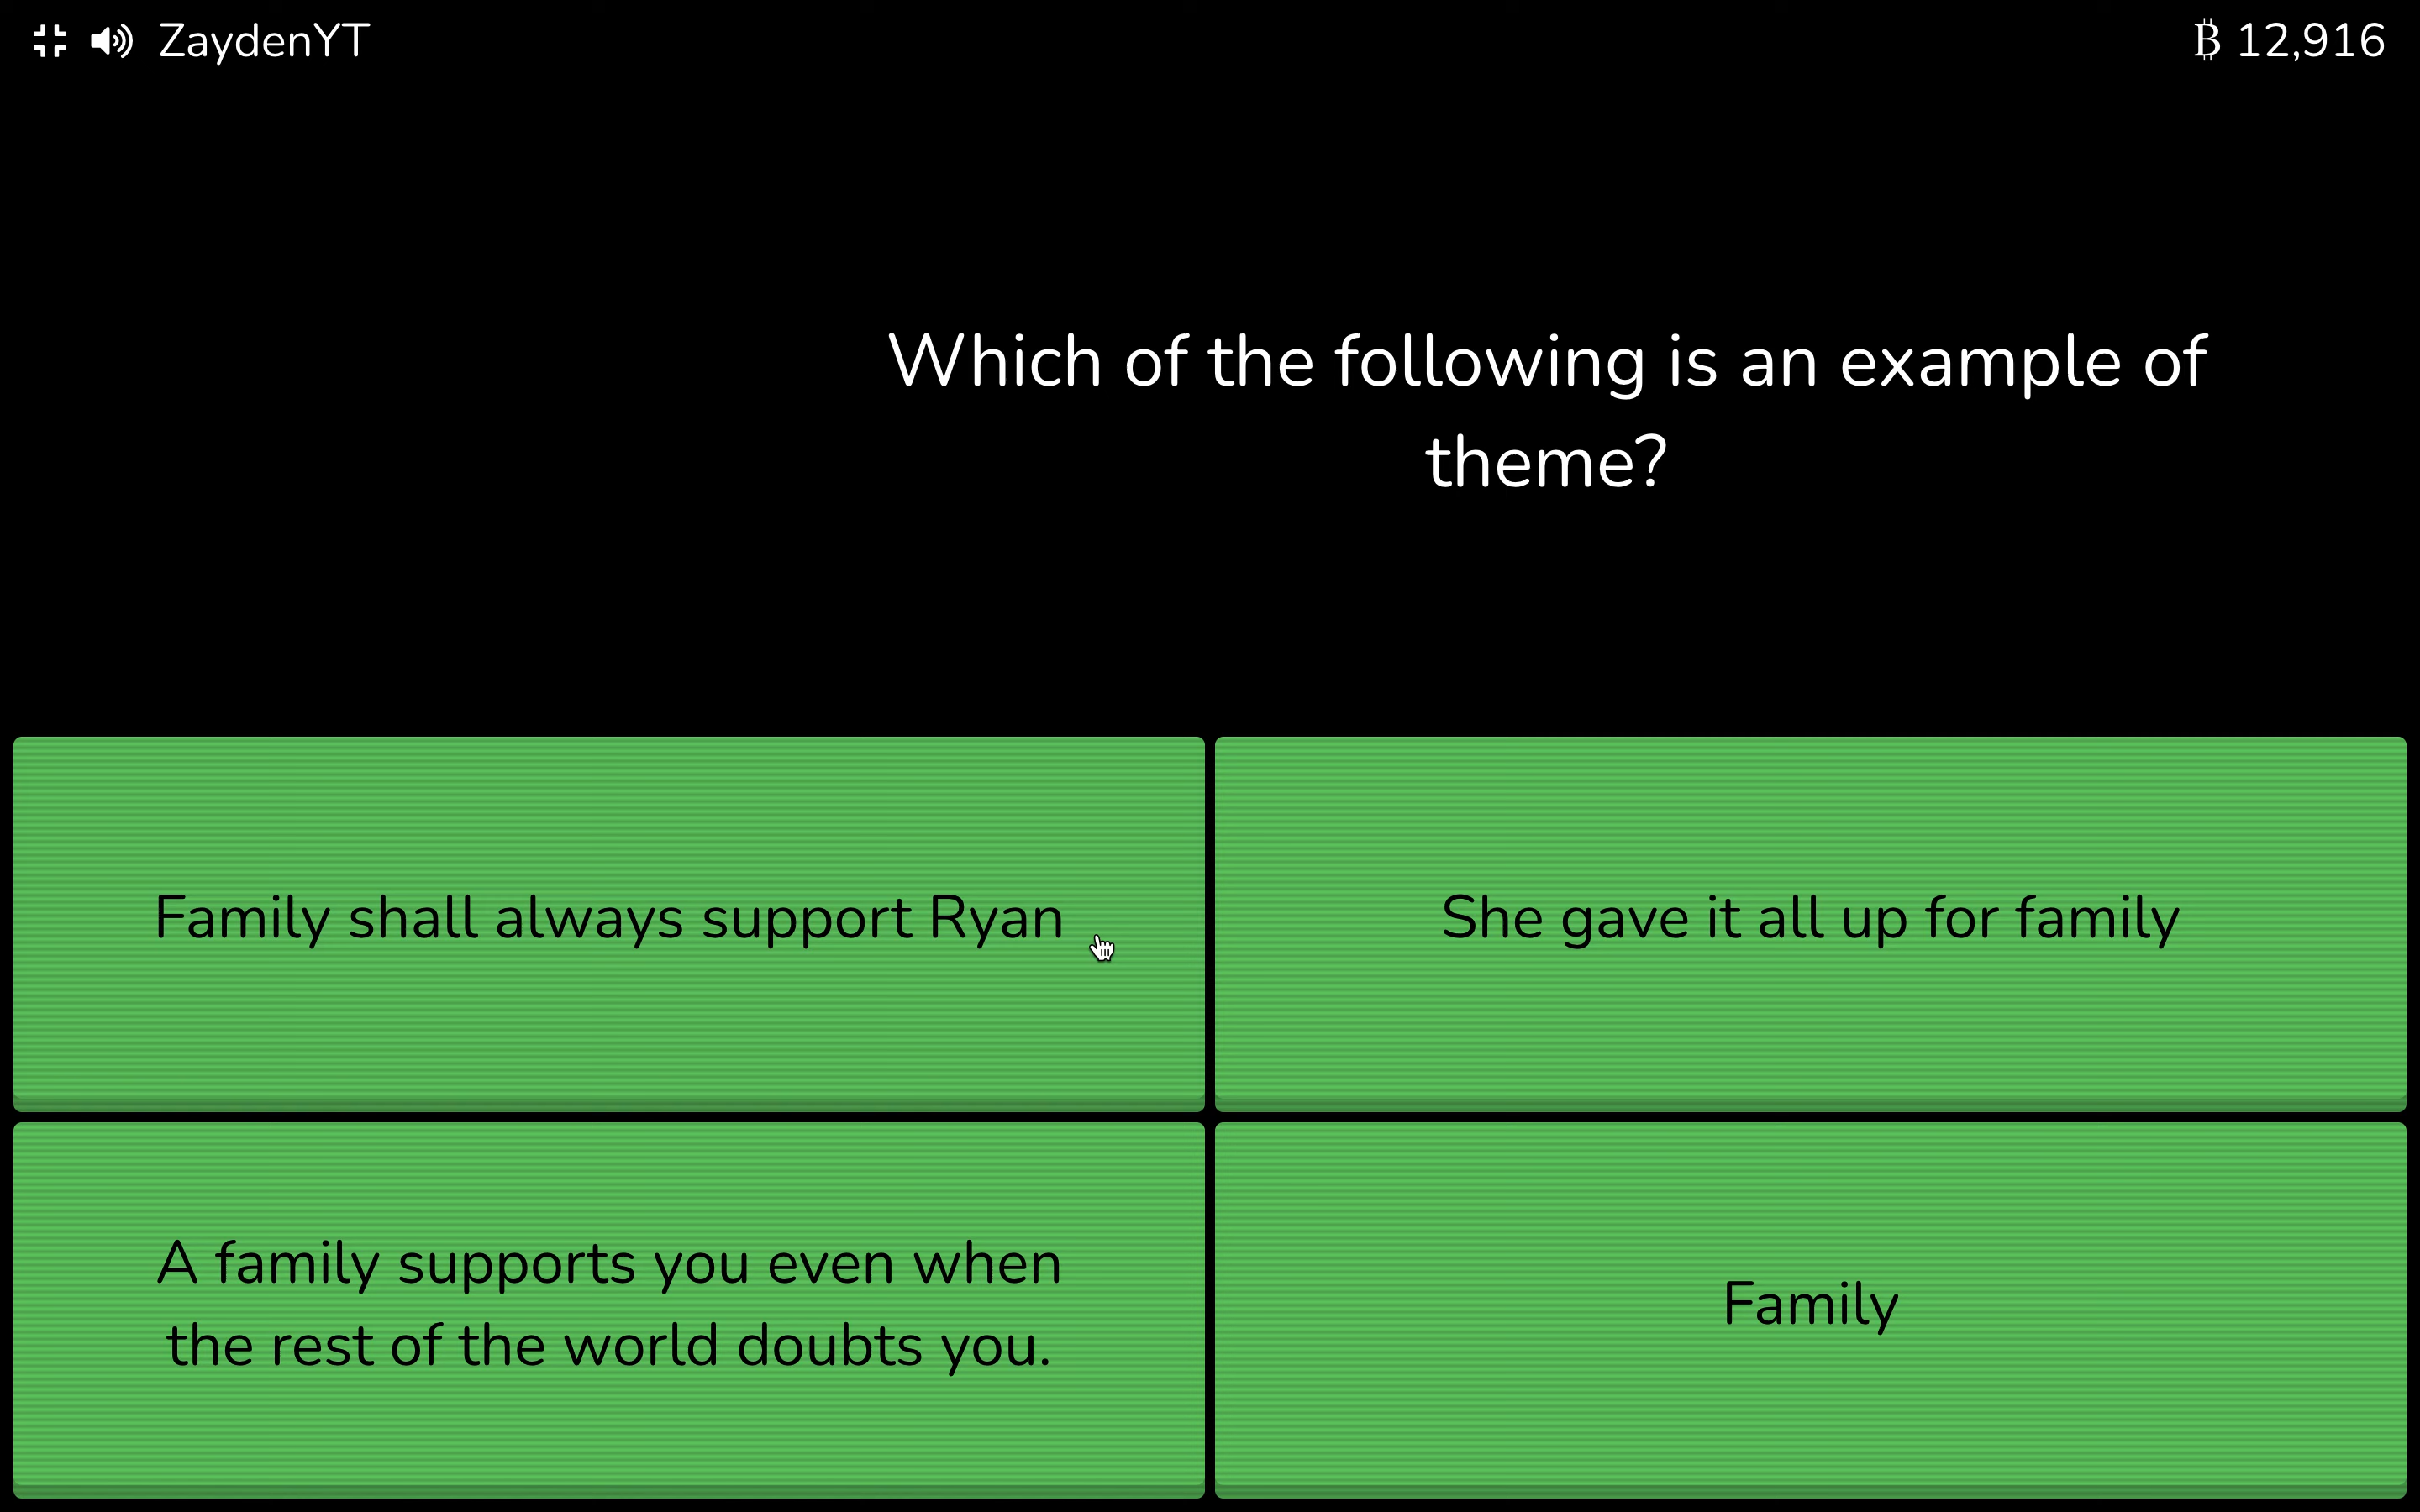 ZaydenYT
₿ 12,916
Which of the following is an example of
theme?
Family shall always support Ryan
She gave it all up for family
A family supports you even when
the rest of the world doubts you.
Family